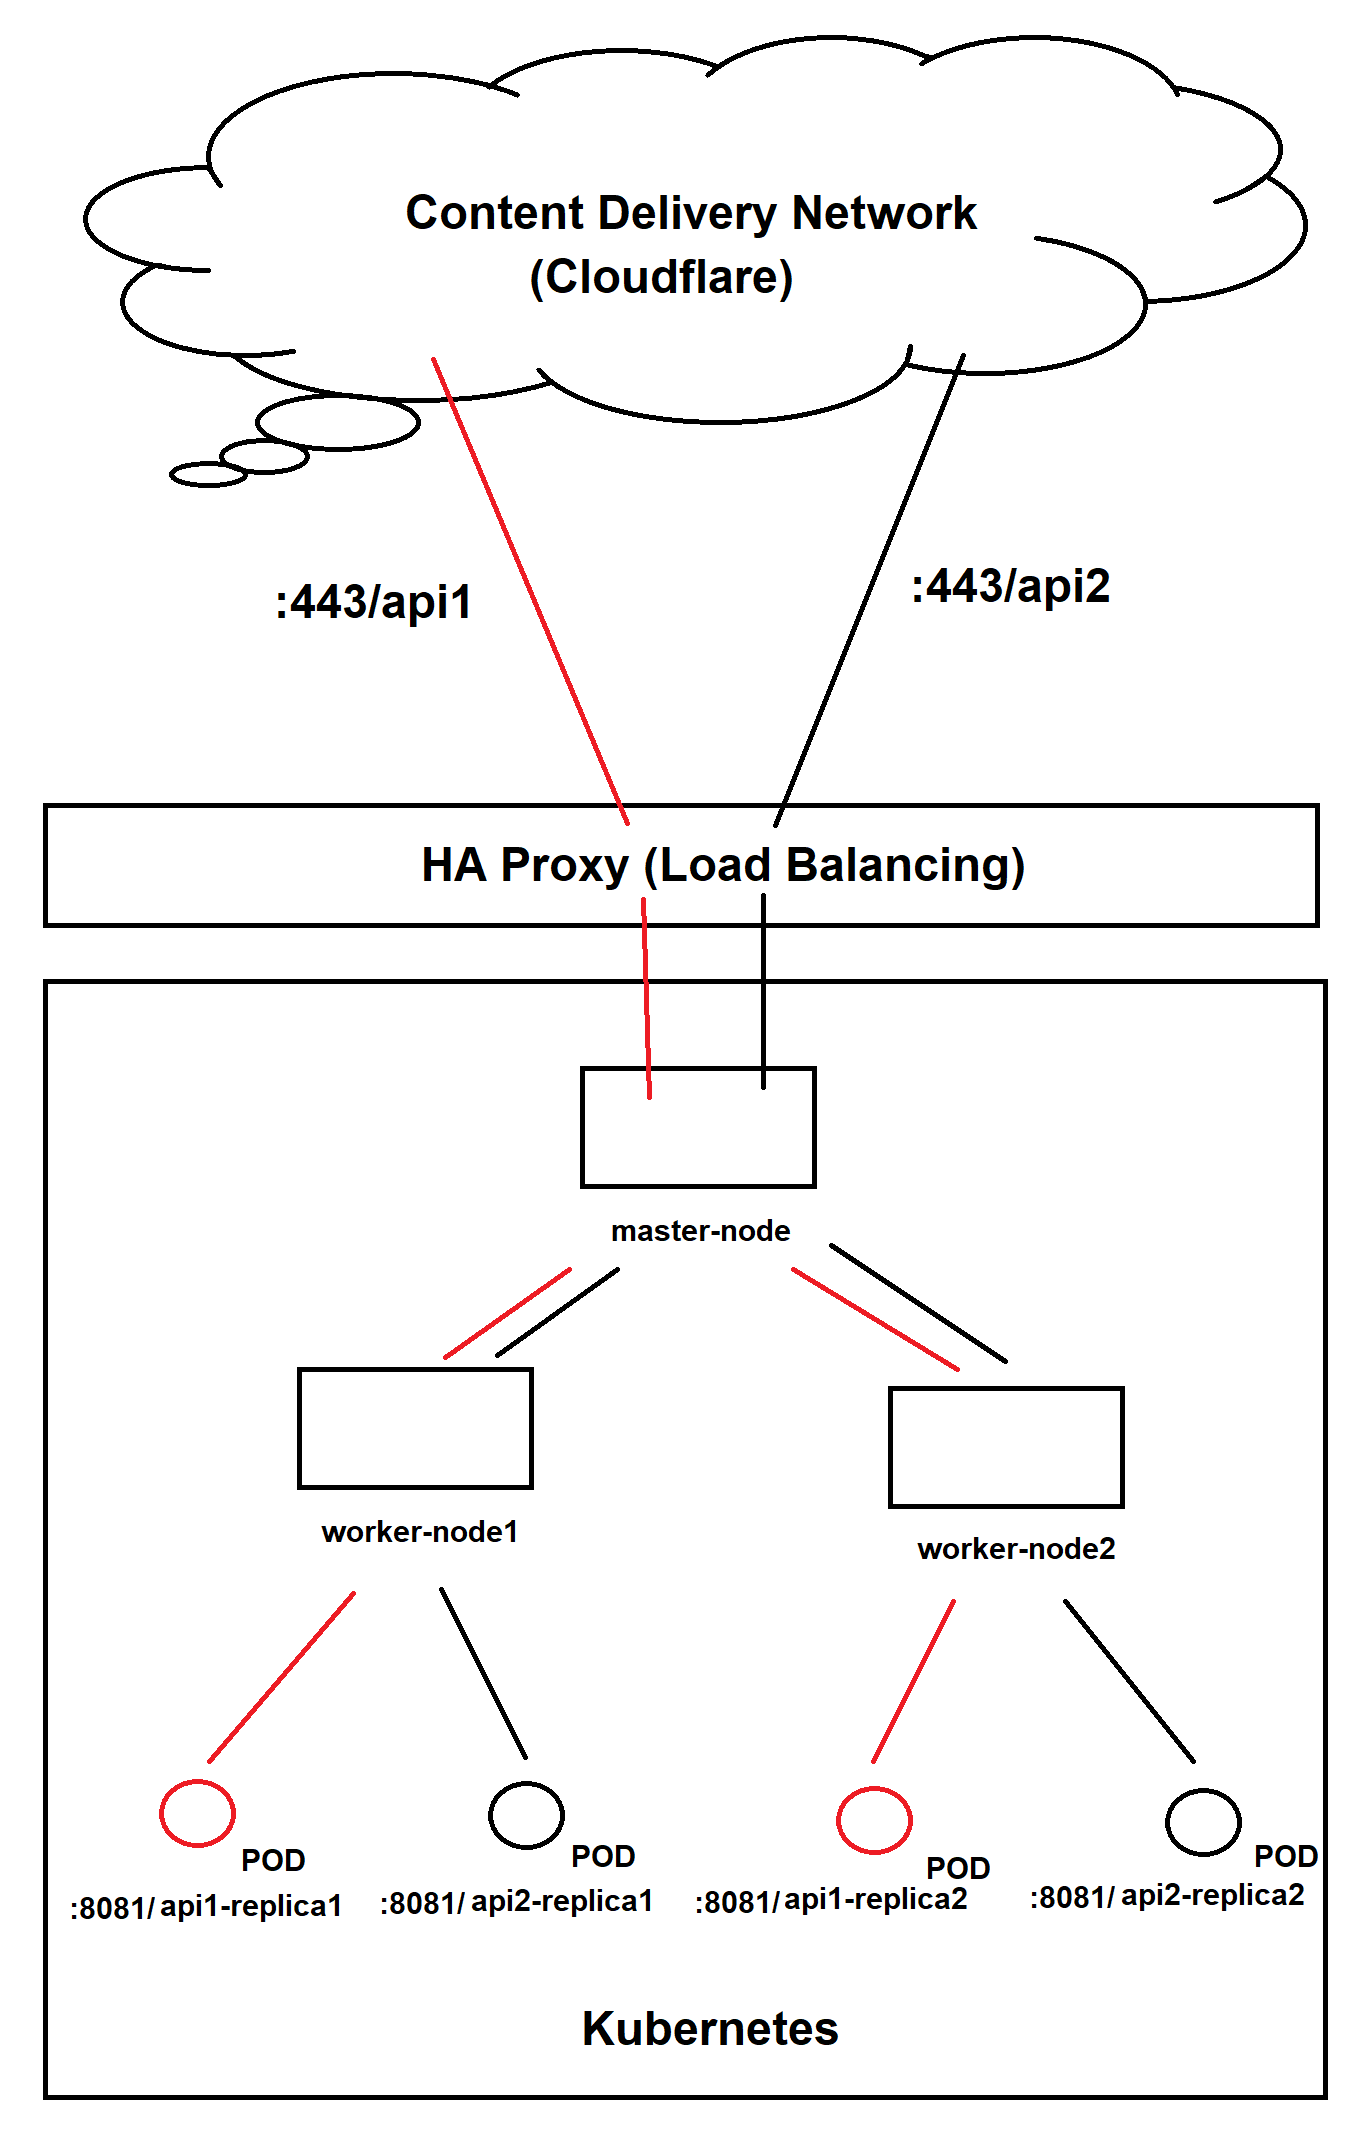 Content Delivery Network
(Cloudflare)
:443/api1
:443/api2
HA Proxy (Load Balancing)
master-node
worker-node1
worker-node2
POD
:8081/ api1-replica1
POD
:8081/ api2-replica1
POD
:8081/ api1-replica2
POD
:8081/ api2-replica2
Kubernetes